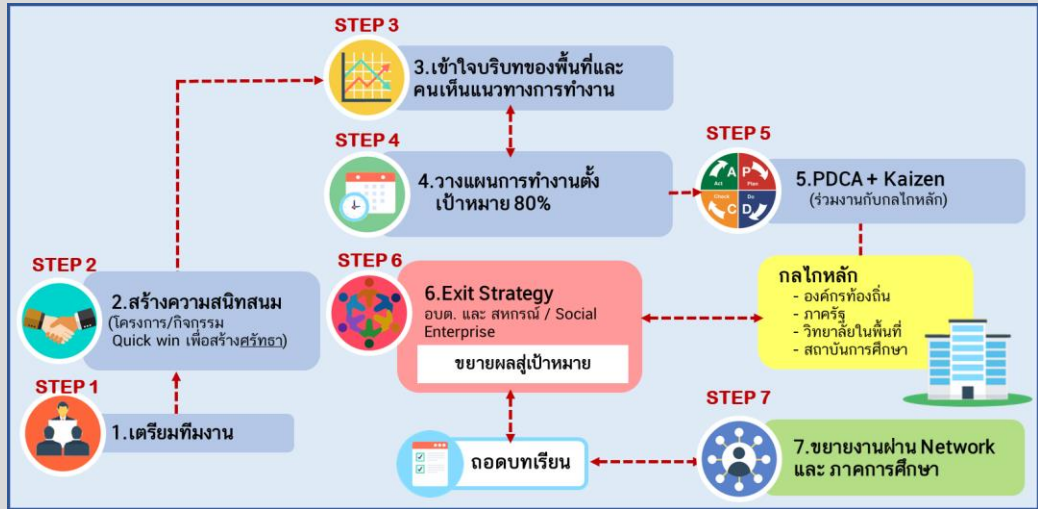 STEP 1
1.เตรียมทีมงาน
STEP 2
2.สร้างความสนิทสนม
(โครงการ/กิจกรรม
Quick win เพื่อสร้างศรัทธา)
STEP 3
3.เข้าใจบริบทของพื้นที่และ
คนเห็นแนวทางการทำงาน
STEP 4
4.วางแผนการทำงานตั้ง
เป้าหมาย 80%
STEP 5
A
Act
P
Plan
Check
C
Do
D
5.PDCA + Kaizen
(ร่วมงานกับกลไกหลัก)
กลไกหลัก
- องค์กรท้องถิ่น
- ภาครัฐ
- วิทยาลัยในพื้นที่
- สถาบันการศึกษา
STEP 6
6.Exit Strategy
อบต. และ สหกรณ์ / Social
Enterprise
ขยายผลสู่เป้าหมาย
ถอดบทเรียน
STEP 7
7.ขยายงานผ่าน Network
และ ภาคการศึกษา